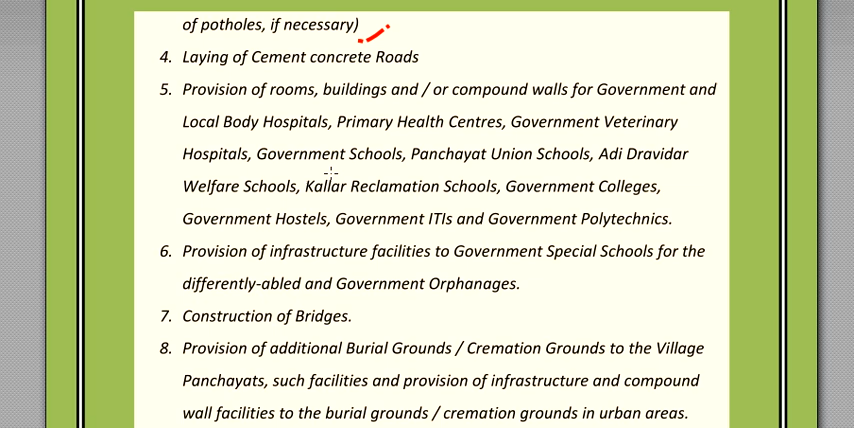 of potholes, if necessary)
4. Laying of Cement concrete Roads
5. Provision of rooms, buildings and / or compound walls for Government and
Local Body Hospitals, Primary Health Centres, Government Veterinary
Hospitals, Government Schools, Panchayat Union Schools, Adi Dravidar
Welfare Schools, Kallar Reclamation Schools, Government Colleges,
Government Hostels, Government ITIs and Government Polytechnics.
6. Provision of infrastructure facilities to Government Special Schools for the
differently-abled and Government Orphanages.
7. Construction of Bridges.
8. Provision of additional Burial Grounds / Cremation Grounds to the Village
Panchayats, such facilities and provision of infrastructure and compound
wall facilities to the burial grounds / cremation grounds in urban areas.